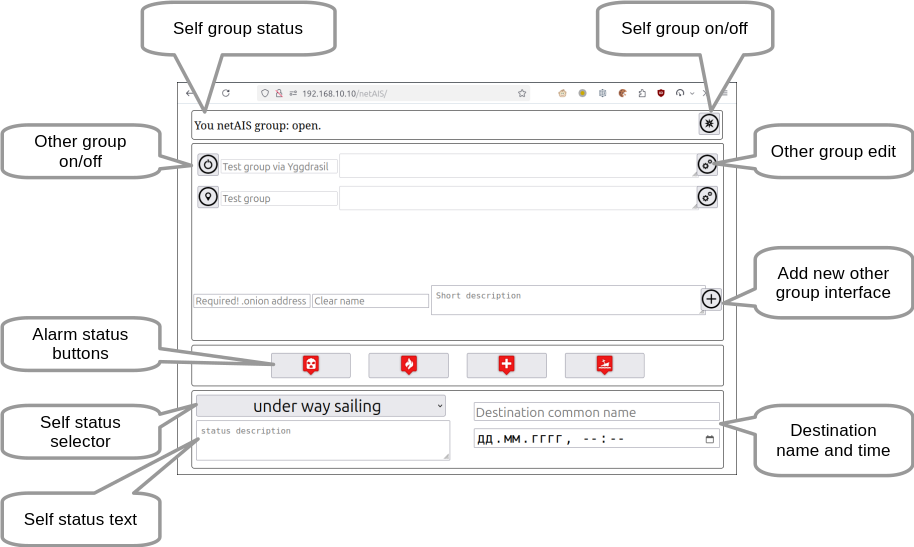 Self group status
Self group on/off
192.168.10.10/netAIS/
You netAIS group: open.
Other group
on/off
Test group via Yggdrasil
Other group edit
Test group
Add new other
group interface
Required! .onion address
Clear name
Short description
Alarm status
buttons
Self status
selector
under way sailing
Destination common name
status description
дд.мм.гггг, --:--
Destination
name and time
Self status text